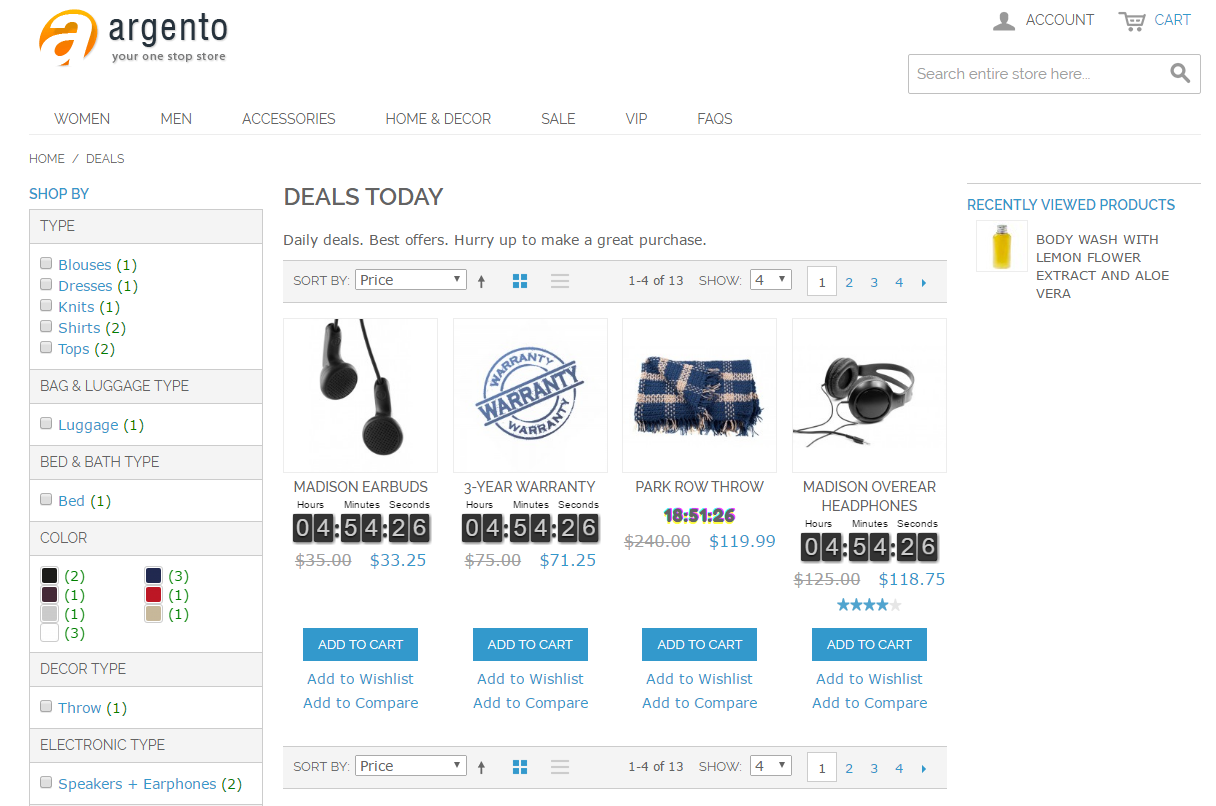 argento
your one stop store
ACCOUNT
CART
Search entire store here...
WOMEN MEN ACCESSORIES HOME & DECOR SALE VIP FAQS
HOME / DEALS
SHOP BY
TYPE
Blouses (1)
Dresses (1)
Knits (1)
Shirts (2)
Tops (2)
BAG & LUGGAGE TYPE
Luggage (1)
BED & BATH TYPE
Bed (1)
COLOR
(2) (3)
(1) (1)
(1) (1)
(3)
DECOR TYPE
Throw (1)
ELECTRONIC TYPE
Speakers + Earphones (2)
DEALS TODAY
Daily deals. Best offers. Hurry up to make a great purchase.
SORT BY: Price 1-4 of 13 SHOW: 4 1 2 3 4
MADISON EARBUDS
Hours Minutes Seconds
04:54:26
$35.00 $33.25
ADD TO CART
Add to Wishlist
Add to Compare
WARRANTY
WARRANTY
WARRANTY
3-YEAR WARRANTY
Hours Minutes Seconds
04:54:26
$75.00 $71.25
ADD TO CART
Add to Wishlist
Add to Compare
PARK ROW THROW
18:51:26
$240.00 $119.99
ADD TO CART
Add to Wishlist
Add to Compare
MADISON OVEREAR
HEADPHONES
Hours Minutes Seconds
04:54:26
$125.00 $118.75
ADD TO CART
Add to Wishlist
Add to Compare
SORT BY: Price 1-4 of 13 SHOW: 4 1 2 3 4
RECENTLY VIEWED PRODUCTS
BODY WASH WITH
LEMON FLOWER
EXTRACT AND ALOE
VERA